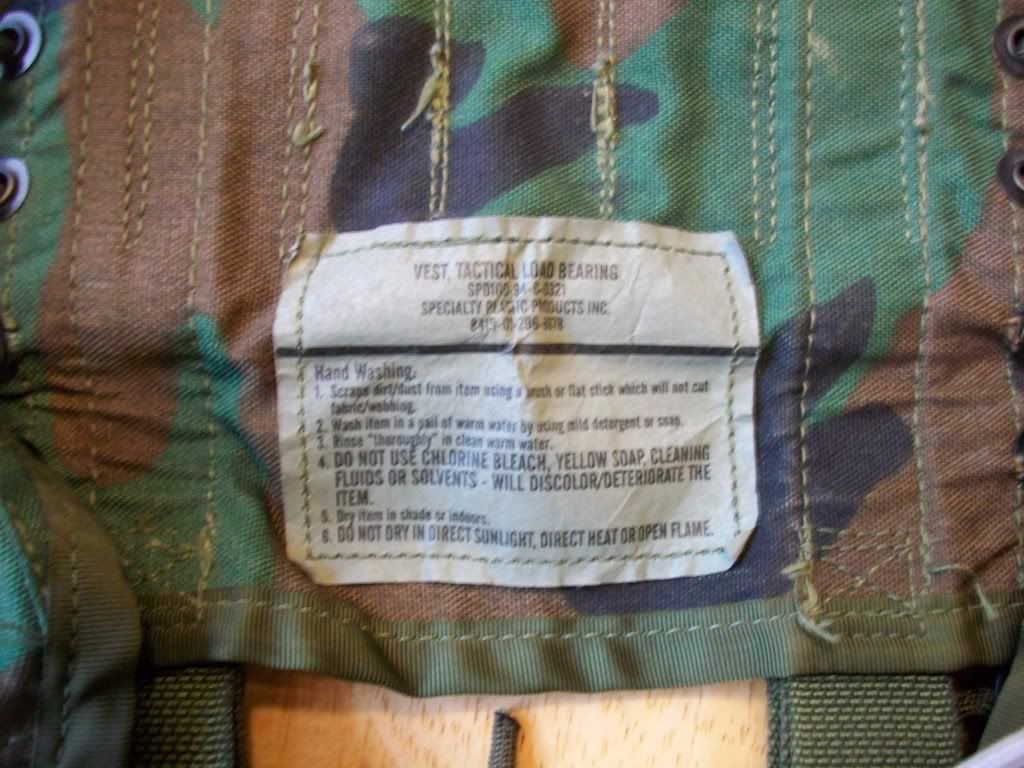 VEST, TACTICAL LOAD BEARING
SPECIALTY PLASTIC PRODUCTS INC.
Hand Washing.
1. Scrape dirt/dust from item using a brush or flat stick which will not cut
fabric/webbing.
2. Wash item in a pail of warm water by using mild detergent or soap.
3. Rinse "thoroughly" in clean warm water.
4. DO NOT USE CHLORINE BLEACH, YELLOW SOAP, CLEANING
FLUIDS OR SOLVENTS - WILL DISCOLOR/DETERIORATE THE
ITEM.
5. Dry item in shade or indoors.
6. DO NOT DRY IN DIRECT SUNLIGHT, DIRECT HEAT OR OPEN FLAME.